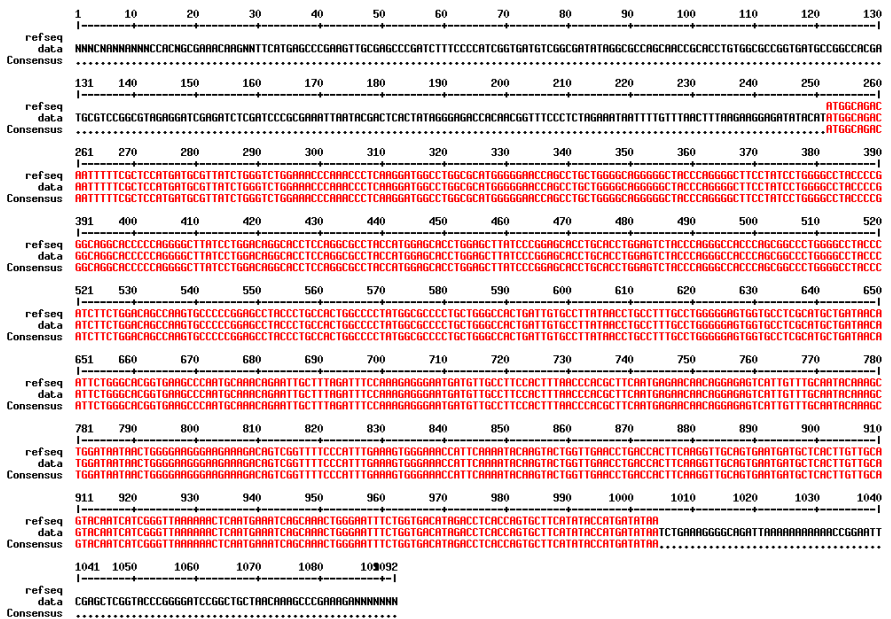 1 10 20 30 40 50 60 70 80 90 100 110 120 130
|--------+---------+---------+---------+---------+---------+---------+---------+---------+---------+---------+---------+---------|
refseq
data NNNCNANNANNNCCACNGCGAAACAAGNNTTCATGAGCCCGAAGTTGCGAGCCCGATCTTTCCCCATCGGTGATGTCGGCGATATAGGCGCCAGCAACCGCACCTGTGGCGCCGGTGATGCCGGCCACGA
Consensus ..................................................................................................................................
131 140 150 160 170 180 190 200 210 220 230 240 250 260
|--------+---------+---------+---------+---------+---------+---------+---------+---------+---------+---------+---------+---------|
refseq ATGGCAGAC
data TGCGTCCGGCGTAGAGGATCGAGATCTCGATCCCGCGAAATTAATACGACTCACTATAGGGAGACCACAACGGTTTCCCTCTAGAAATAATTTTGTTTAACTTTAAGAAGGAGATATACATATGGCAGAC
Consensus .........................................................................................................................ATGGCAGAC
261 270 280 290 300 310 320 330 340 350 360 370 380 390
|--------+---------+---------+---------+---------+---------+---------+---------+---------+---------+---------+---------+---------|
refseq AATTTTTCGCTCCATGATGCGTTATCTGGGTCTGGAAACCCAAACCCTCAAGGATGGCCTGGCGCATGGGGGAACCAGCCTGCTGGGGCAGGGGGCTACCCAGGGGCTTCCTATCCTGGGGCCTACCCCG
data AATTTTTCGCTCCATGATGCGTTATCTGGGTCTGGAAACCCAAACCCTCAAGGATGGCCTGGCGCATGGGGGAACCAGCCTGCTGGGGCAGGGGGCTACCCAGGGGCTTCCTATCCTGGGGCCTACCCCG
Consensus AATTTTTCGCTCCATGATGCGTTATCTGGGTCTGGAAACCCAAACCCTCAAGGATGGCCTGGCGCATGGGGGAACCAGCCTGCTGGGGCAGGGGGCTACCCAGGGGCTTCCTATCCTGGGGCCTACCCCG
391 400 410 420 430 440 450 460 470 480 490 500 510 520
|--------+---------+---------+---------+---------+---------+---------+---------+---------+---------+---------+---------+---------|
refseq GGCAGGCACCCCCAGGGGCTTATCCTGGACAGGCACCTCCAGGCGCCTACCATGGAGCACCTGGAGCTTATCCCGGAGCACCTGCACCTGGAGTCTACCCAGGGCCACCCAGCGGCCCTGGGGCCTACCC
data GGCAGGCACCCCCAGGGGCTTATCCTGGACAGGCACCTCCAGGCGCCTACCATGGAGCACCTGGAGCTTATCCCGGAGCACCTGCACCTGGAGTCTACCCAGGGCCACCCAGCGGCCCTGGGGCCTACCC
Consensus GGCAGGCACCCCCAGGGGCTTATCCTGGACAGGCACCTCCAGGCGCCTACCATGGAGCACCTGGAGCTTATCCCGGAGCACCTGCACCTGGAGTCTACCCAGGGCCACCCAGCGGCCCTGGGGCCTACCC
521 530 540 550 560 570 580 590 600 610 620 630 640 650
|--------+---------+---------+---------+---------+---------+---------+---------+---------+---------+---------+---------+---------|
refseq ATCTTCTGGACAGCCAAGTGCCCCCGGAGCCTACCCTGCCACTGGCCCCTATGGCGCCCCTGCTGGGCCACTGATTGTGCCTTATAACCTGCCTTTGCCTGGGGGAGTGGTGCCTCGCATGCTGATAACA
data ATCTTCTGGACAGCCAAGTGCCCCCGGAGCCTACCCTGCCACTGGCCCCTATGGCGCCCCTGCTGGGCCACTGATTGTGCCTTATAACCTGCCTTTGCCTGGGGGAGTGGTGCCTCGCATGCTGATAACA
Consensus ATCTTCTGGACAGCCAAGTGCCCCCGGAGCCTACCCTGCCACTGGCCCCTATGGCGCCCCTGCTGGGCCACTGATTGTGCCTTATAACCTGCCTTTGCCTGGGGGAGTGGTGCCTCGCATGCTGATAACA
651 660 670 680 690 700 710 720 730 740 750 760 770 780
|--------+---------+---------+---------+---------+---------+---------+---------+---------+---------+---------+---------+---------|
refseq ATTCTGGGCACGGTGAAGCCCAATGCAAACAGAATTGCTTTAGATTTCCAAAGAGGGAATGATGTTGCCTTCCACTTTAACCCACGCTTCAATGAGAACAACAGGAGAGTCATTGTTTGCAATACAAAGC
data ATTCTGGGCACGGTGAAGCCCAATGCAAACAGAATTGCTTTAGATTTCCAAAGAGGGAATGATGTTGCCTTCCACTTTAACCCACGCTTCAATGAGAACAACAGGAGAGTCATTGTTTGCAATACAAAGC
Consensus ATTCTGGGCACGGTGAAGCCCAATGCAAACAGAATTGCTTTAGATTTCCAAAGAGGGAATGATGTTGCCTTCCACTTTAACCCACGCTTCAATGAGAACAACAGGAGAGTCATTGTTTGCAATACAAAGC
781 790 800 810 820 830 840 850 860 870 880 890 900 910
|--------+---------+---------+---------+---------+---------+---------+---------+---------+---------+---------+---------+---------|
refseq TGGATAATAACTGGGGAAGGGAAGAAAGACAGTCGGTTTTCCCATTTGAAAGTGGGAAACCATTCAAAATACAAGTACTGGTTGAACCTGACCACTTCAAGGTTGCAGTGAATGATGCTCACTTGTTGCA
data TGGATAATAACTGGGGAAGGGAAGAAAGACAGTCGGTTTTCCCATTTGAAAGTGGGAAACCATTCAAAATACAAGTACTGGTTGAACCTGACCACTTCAAGGTTGCAGTGAATGATGCTCACTTGTTGCA
Consensus TGGATAATAACTGGGGAAGGGAAGAAAGACAGTCGGTTTTCCCATTTGAAAGTGGGAAACCATTCAAAATACAAGTACTGGTTGAACCTGACCACTTCAAGGTTGCAGTGAATGATGCTCACTTGTTGCA
911 920 930 940 950 960 970 980 990 1000 1010 1020 1030 1040
|--------+---------+---------+---------+---------+---------+---------+---------+---------+---------+---------+---------+---------|
refseq GTACAATCATCGGGTTAAAAAACTCAATGAAATCAGCAAACTGGGAATTTCTGGTGACATAGACCTCACCAGTGCTTCATATACCATGATATAA
data GTACAATCATCGGGTTAAAAAACTCAATGAAATCAGCAAACTGGGAATTTCTGGTGACATAGACCTCACCAGTGCTTCATATACCATGATATAATCTGAAAGGGGCAGATTAAAAAAAAAAACCGGAATT
Consensus GTACAATCATCGGGTTAAAAAACTCAATGAAATCAGCAAACTGGGAATTTCTGGTGACATAGACCTCACCAGTGCTTCATATACCATGATATAA....................................
1041 1050 1060 1070 1080 1091092
|--------+---------+---------+---------+---------+-|
refseq
data CGAGCTCGGTACCCGGGGATCCGGCTGCTAACAAAGCCCGAAAGANNNNNNN
Consensus ....................................................